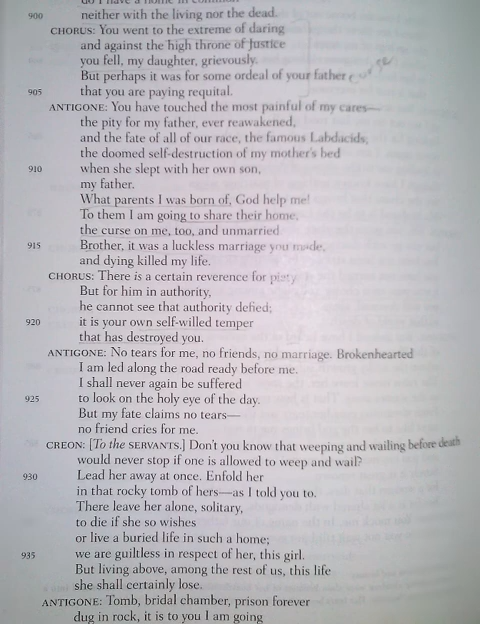 do I have a home in common
900 neither with the living nor the dead.
CHORUS: You went to the extreme of daring
and against the high throne of Justice
you fell, my daughter, grievously.
But perhaps it was for some ordeal of your father
905 that you are paying requital.
ANTIGONE: You have touched the most painful of my cares—
the pity for my father, ever reawakened,
and the fate of all of our race, the famous Labdacids;
the doomed self-destruction of my mother's bed
910 when she slept with her own son,
my father.
What parents I was born of, God help me!
To them I am going to share their home,
the curse on me, too, and unmarried.
915 Brother, it was a luckless marriage you made,
and dying killed my life.
CHORUS: There is a certain reverence for piety.
But for him in authority,
he cannot see that authority defied;
920 it is your own self-willed temper
that has destroyed you.
ANTIGONE: No tears for me, no friends, no marriage. Brokenhearted
I am led along the road ready before me.
I shall never again be suffered
925 to look on the holy eye of the day.
But my fate claims no tears—
no friend cries for me.
CREON: [To the SERVANTS.] Don't you know that weeping and wailing before death
would never stop if one is allowed to weep and wail?
930 Lead her away at once. Enfold her
in that rocky tomb of hers—as I told you to.
There leave her alone, solitary,
to die if she so wishes
or live a buried life in such a home;
935 we are guiltless in respect of her, this girl.
But living above, among the rest of us, this life
she shall certainly lose.
ANTIGONE: Tomb, bridal chamber, prison forever
dug in rock, it is to you I am going